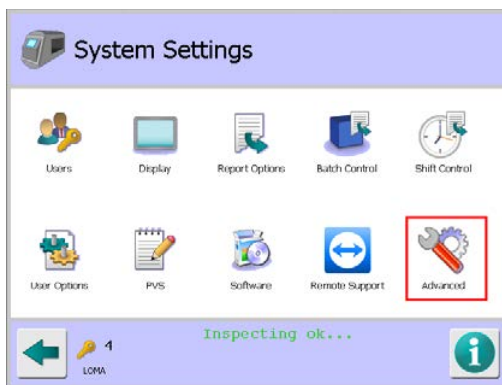 System Settings
Users Display Report Options Batch Control Shift Control
User Options PVS Software Remote Support Advanced
4
Inspecting ok...
LOMA